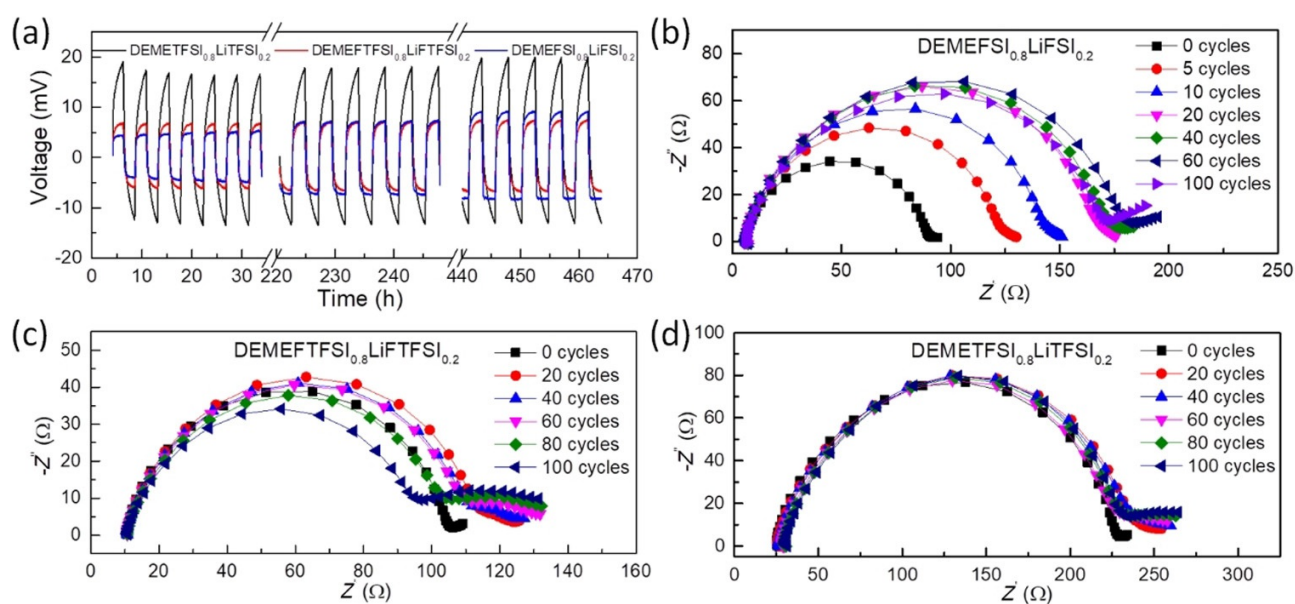 (a)
DEMETFSI0.8LiTFSI0.2 DEMEFTFSI0.8LiFTFSI0.2 DEMEFSI0.8LiFSI0.2
Voltage (mV)
20
10
0
-10
-20
0 10 20 30 220 230 240 440 450 460 470
Time (h)
(b)
DEMEFSI0.8LiFSI0.2
0 cycles
5 cycles
10 cycles
20 cycles
40 cycles
60 cycles
100 cycles
-Z'' (Ω)
-80
-60
40
20
0
0 50 100 150 200 250
Z' (Ω)
(c)
DEMEFTFSI0.8LiFTFSI0.2
0 cycles
20 cycles
40 cycles
60 cycles
80 cycles
100 cycles
-Z'' (Ω)
50
40
30
20
10
0
0 20 40 60 80 100 120 140 160
Z' (Ω)
(d)
DEMETFSI0.8LiTFSI0.2
0 cycles
20 cycles
40 cycles
60 cycles
80 cycles
100 cycles
-Z'' (Ω)
100
80
60
40
20
0
0 50 100 150 200 250 300
Z' (Ω)